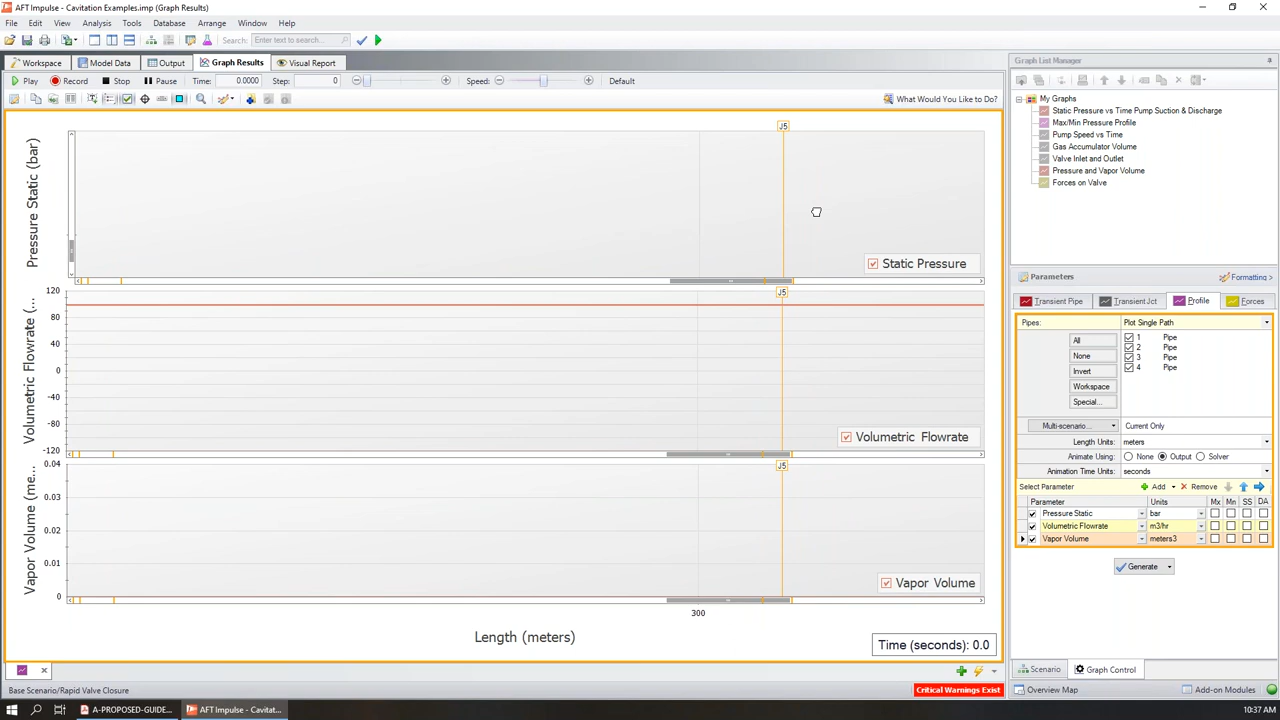 AFT Impulse - Cavitation Examples.imp (Graph Results)
File Edit View Analysis Tools Database Arrange Window Help
Search: Enter text to search...
Workspace Model Data Output Graph Results Visual Report
Play Record Stop Pause Time: 0.0000 Step: 0 Speed: Default
What Would You Like to Do?
J5
Pressure Static (bar)
Static Pressure
120
80
40
0
-40
-80
-120
J5
Volumetric Flowrate (...
Volumetric Flowrate
0.04
0.03
0.02
0.01
0
J5
Vapor Volume (me...
Vapor Volume
300
Length (meters)
Time (seconds): 0.0
Graph List Manager
My Graphs
Static Pressure vs Time Pump Suction & Discharge
Max/Min Pressure Profile
Pump Speed vs Time
Gas Accumulator Volume
Valve Inlet and Outlet
Pressure and Vapor Volume
Forces on Valve
Parameters Formatting >
Transient Pipe Transient Jct Profile Forces
Pipes: Plot Single Path
All
None
Invert
Workspace
Special...
1 Pipe
2 Pipe
3 Pipe
4 Pipe
Multi-scenario... Current Only
Length Units: meters
Animate Using: None Output Solver
Animation Time Units: seconds
Select Parameter Add Remove
Parameter Units Mx Mn SS DA
Pressure Static bar
Volumetric Flowrate m3/hr
Vapor Volume meters3
Generate
Scenario Graph Control
Base Scenario/Rapid Valve Closure Critical Warnings Exist Overview Map Add-on Modules
A-PROPOSED-GUIDE... AFT Impulse - Cavitat... 10:37 AM